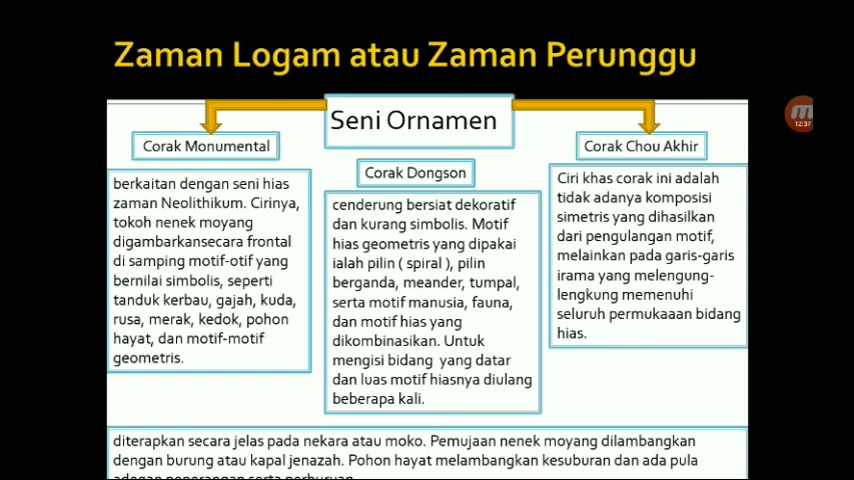 Zaman Logam atau Zaman Perunggu
Seni Ornamen
12:37
Corak Monumental
berkaitan dengan seni hias
zaman Neolithikum. Cirinya,
tokoh nenek moyang
digambarkansecara frontal
di samping motif-otif yang
bernilai simbolis, seperti
tanduk kerbau, gajah, kuda,
rusa, merak, kedok, pohon
hayat, dan motif-motif
geometris.
Corak Dongson
cenderung bersiat dekoratif
dan kurang simbolis. Motif
hias geometris yang dipakai
ialah pilin ( spiral ), pilin
berganda, meander, tumpal,
serta motif manusia, fauna,
dan motif hias yang
dikombinasikan. Untuk
mengisi bidang yang datar
dan luas motif hiasnya diulang
beberapa kali.
Corak Chou Akhir
Ciri khas corak ini adalah
tidak adanya komposisi
simetris yang dihasilkan
dari pengulangan motif,
melainkan pada garis-garis
irama yang melengung-
lengkung memenuhi
seluruh permukaaan bidang
hias.
diterapkan secara jelas pada nekara atau moko. Pemujaan nenek moyang dilambangkan
dengan burung atau kapal jenazah. Pohon hayat melambangkan kesuburan dan ada pula